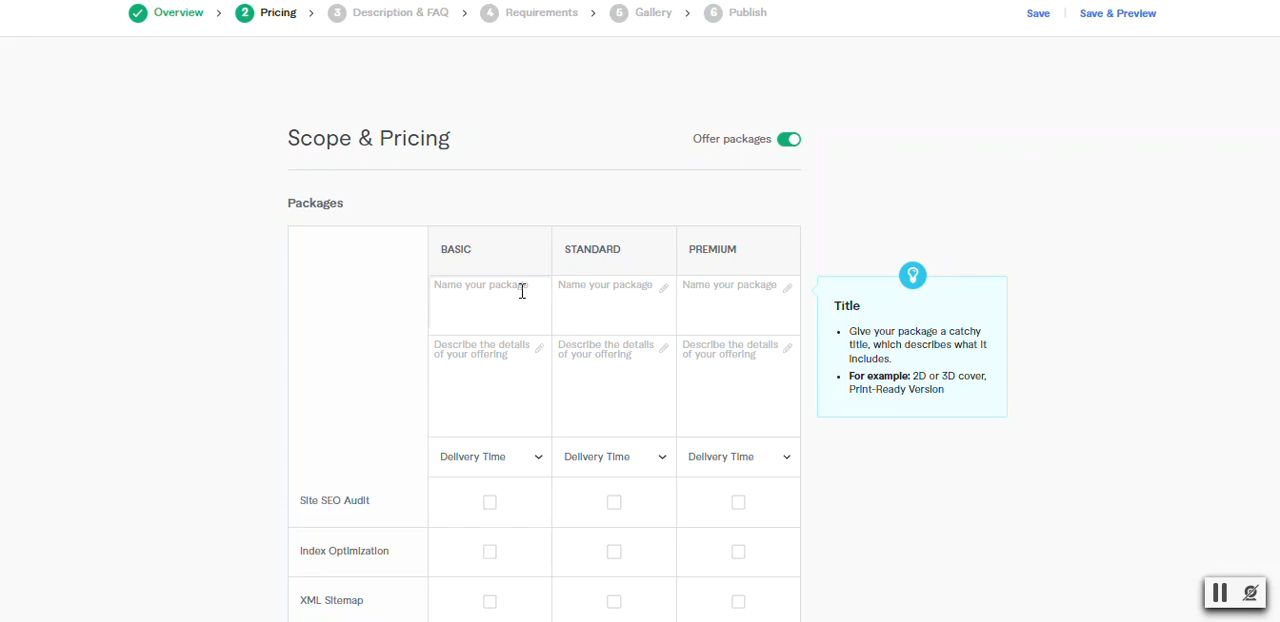 Overview > 2 Pricing > 3 Description & FAQ > 4 Requirements > 5 Gallery > 6 Publish
Save | Save & Preview
Scope & Pricing
Offer packages
Packages
BASIC STANDARD PREMIUM
Name your package Name your package Name your package
Describe the details Describe the details Describe the details
of your offering of your offering of your offering
Delivery Time Delivery Time Delivery Time
Site SEO Audit
Index Optimization
XML Sitemap
Title
• Give your package a catchy
title, which describes what it
includes.
• For example: 2D or 3D cover,
Print-Ready Version